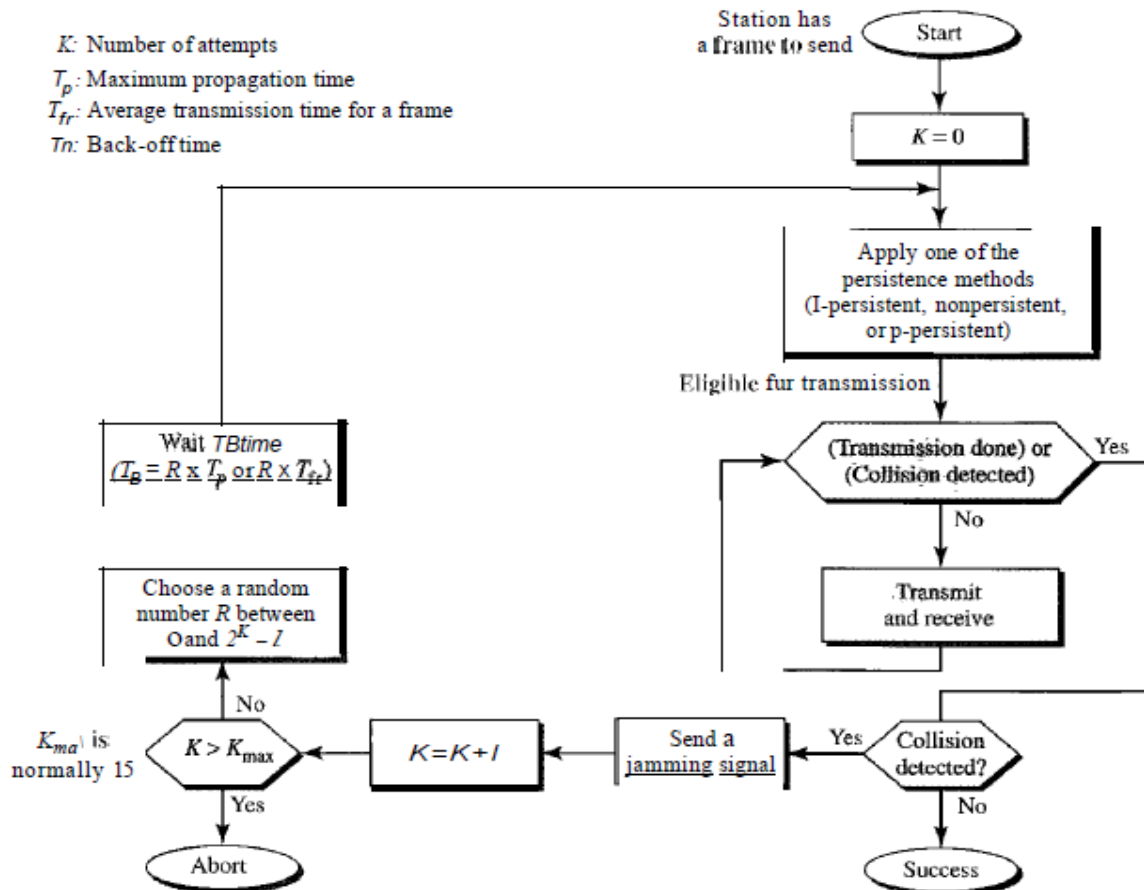 K: Number of attempts
Tp: Maximum propagation time
Tfr: Average transmission time for a frame
Tn: Back-off time
Station has
a frame to send
Start
K = 0
Apply one of the
persistence methods
(I-persistent, nonpersistent,
or p-persistent)
Eligible fur transmission
(Transmission done) or
(Collision detected)
Yes
No
Transmit
and receive
Wait TBtime
(TB = R x Tp or R x Tfr)
Choose a random
number R between
Oand 2^K - 1
No
Kma\ is
normally 15
K > Kmax
Yes
Abort
K=K+l
Send a
jamming signal
Yes
Collision
detected?
No
Success